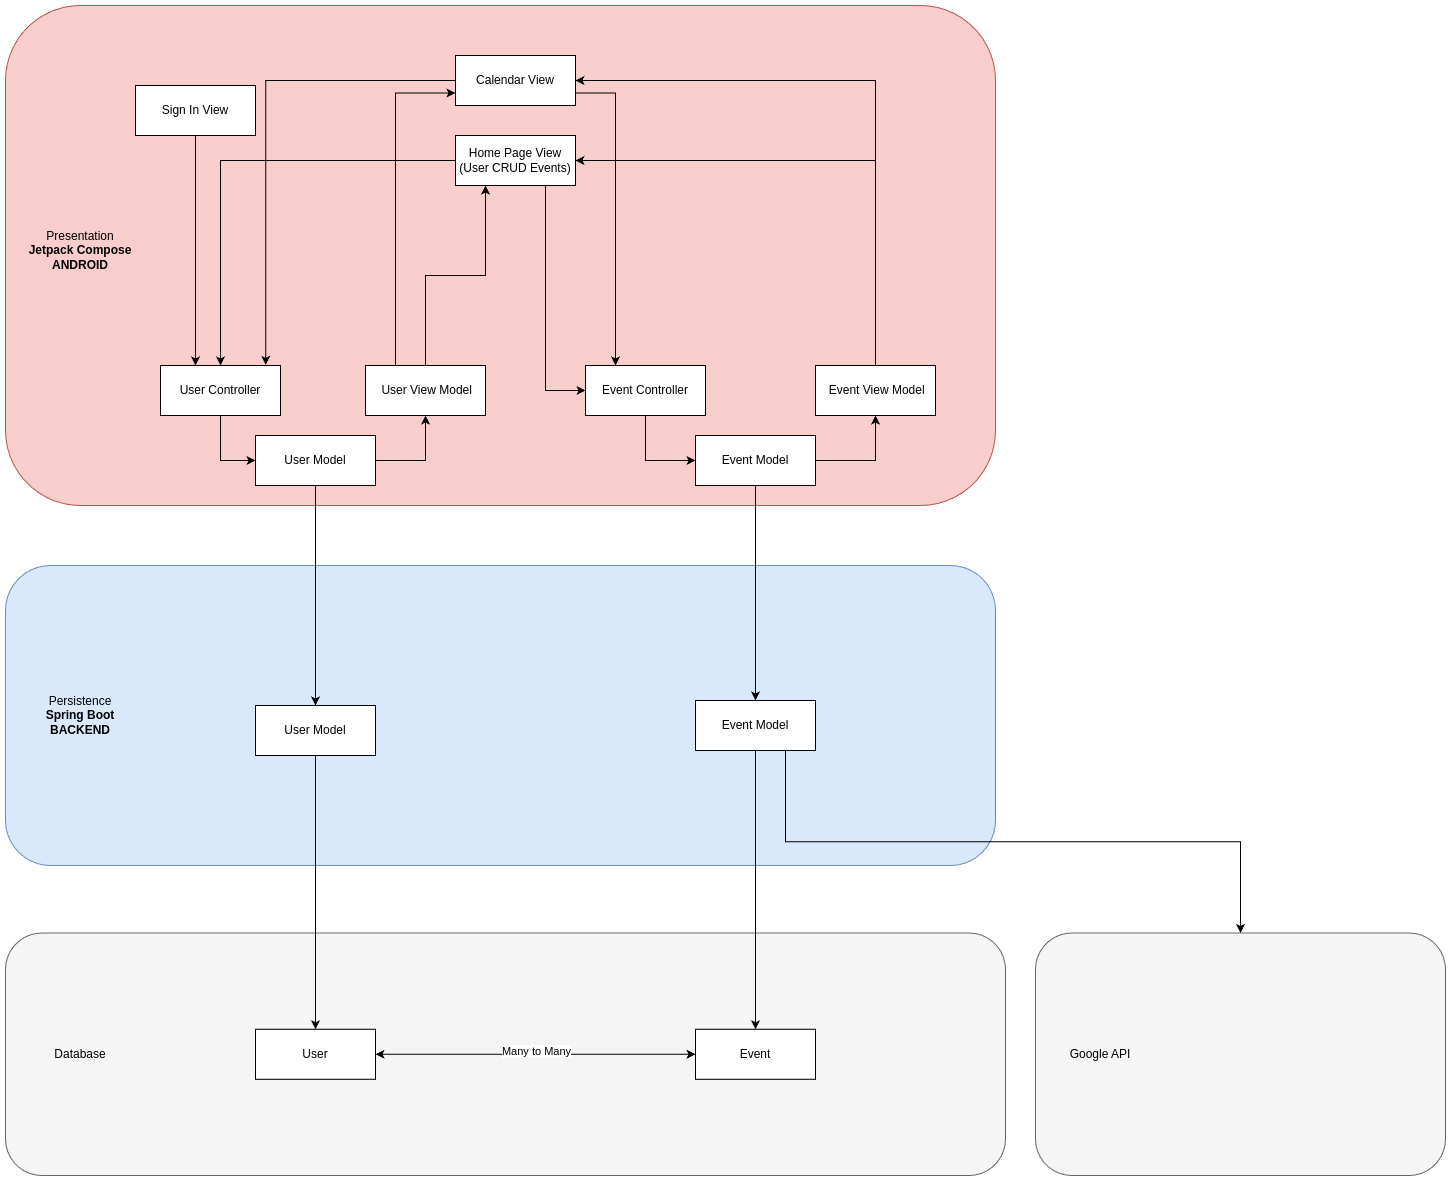 Calendar View
Sign In View
Home Page View
(User CRUD Events)
Presentation
Jetpack Compose
ANDROID
User Controller
User View Model
Event Controller
Event View Model
User Model
Event Model
Persistence
Spring Boot
BACKEND
User Model
Event Model
Database
User
Many to Many
Event
Google API